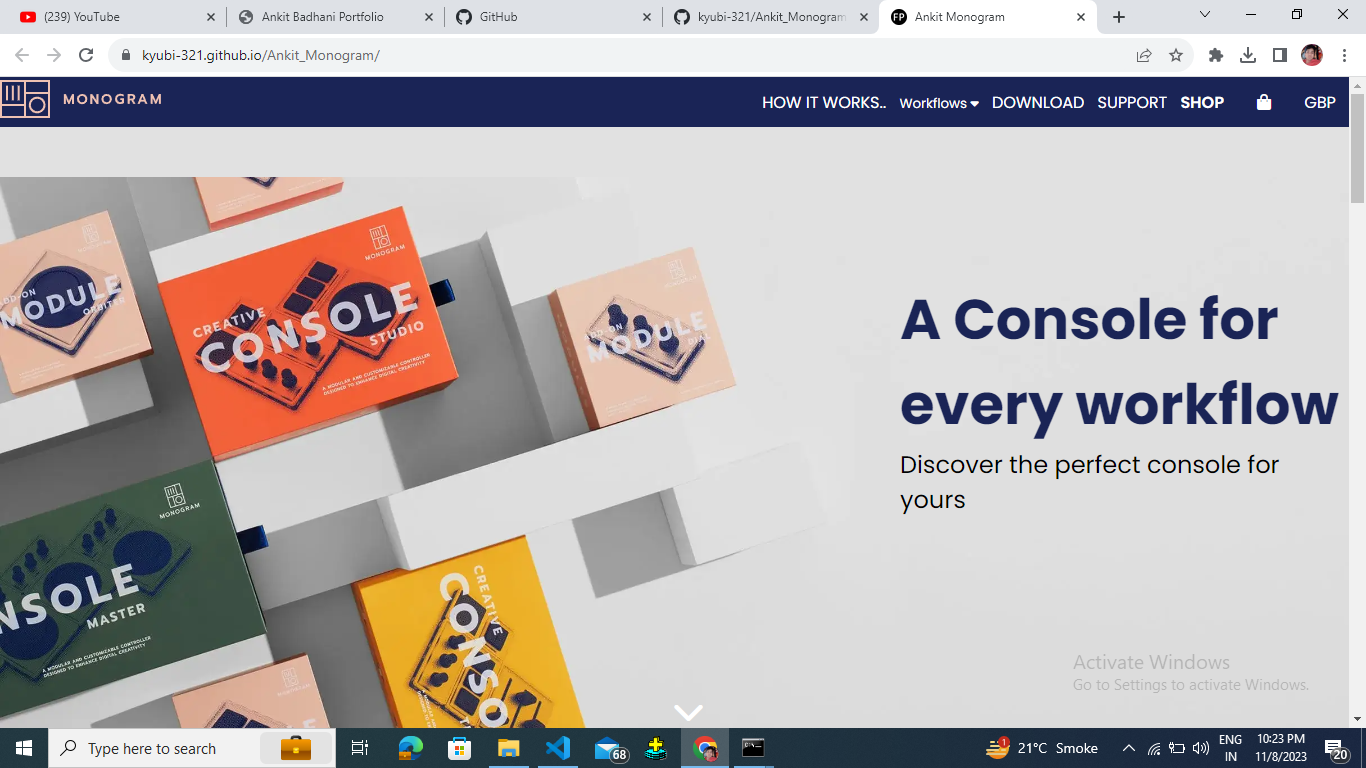 (239) YouTube
Ankit Badhani Portfolio
GitHub
kyubi-321/Ankit_Monogram
Ankit Monogram
kyubi-321.github.io/Ankit_Monogram/
MONOGRAM
HOW IT WORKS..
Workflows
DOWNLOAD
SUPPORT
SHOP
GBP
MONOGRAM
ADD-ON
MODULE
ORBITER
MONOGRAM
CREATIVE
CONSOLE
STUDIO
A MODULAR AND CUSTOMIZABLE CONTROLLER
DESIGNED TO ENHANCE DIGITAL CREATIVITY
MONOGRAM
ADD-ON
MODULE
DIAL
A Console for
every workflow
Discover the perfect console for
yours
MONOGRAM
NSOLE
MASTER
A MODULAR AND CUSTOMIZABLE CONTROLLER
DESIGNED TO ENHANCE DIGITAL CREATIVITY
CREATIVE
CONSO
MONOGRAM
Activate Windows
Go to Settings to activate Windows.
Type here to search
68
1
21°C Smoke
ENG
IN
10:23 PM
11/8/2023
20